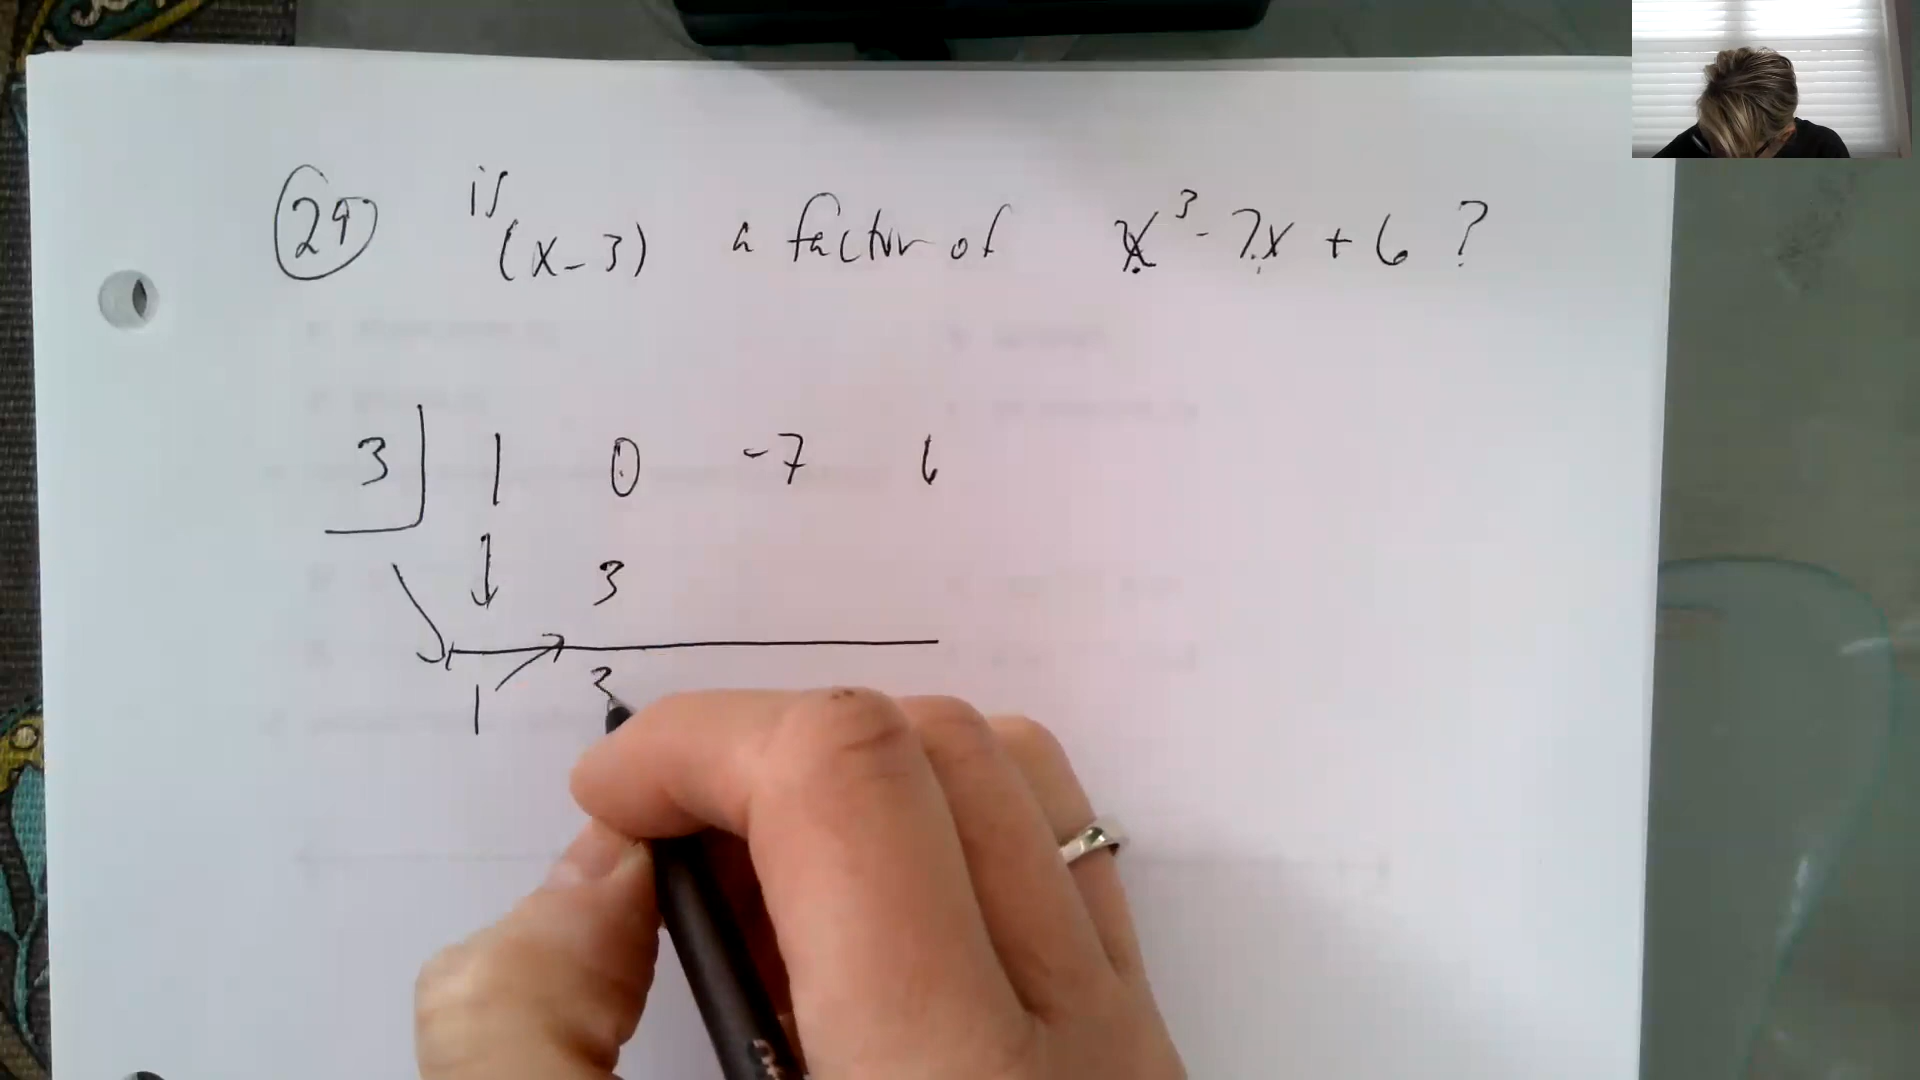 29 is (x-3) a factor of x³ - 7x + 6 ?
3 1 0 -7 6
3
1 3